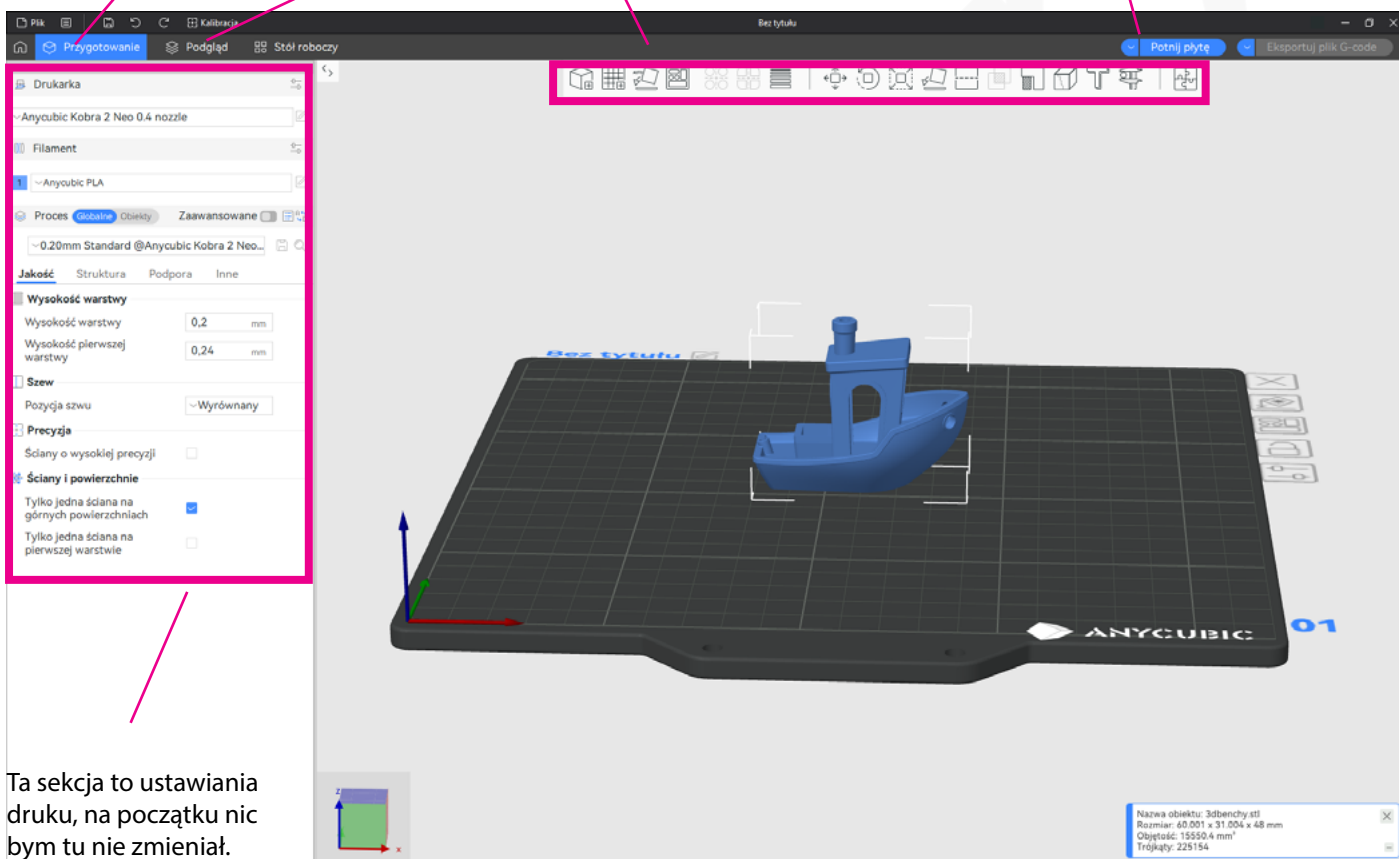 Plik
Kalibracja
Bez tytułu
Przygotowanie
Podgląd
Stół roboczy
Potnij płytę
Eksportuj plik G-code
Drukarka
Anycubic Kobra 2 Neo 0.4 nozzle
Filament
1 Anycubic PLA
Proces Globalne Obiekty Zaawansowane
0.20mm Standard @Anycubic Kobra 2 Neo...
Jakość Struktura Podpora Inne
Wysokość warstwy
Wysokość warstwy 0,2 mm
Wysokość pierwszej
warstwy 0,24 mm
Szew
Pozycja szwu Wyrównany
Precyzja
Ściany o wysokiej precyzji
Ściany i powierzchnie
Tylko jedna ściana na
górnych powierzchniach
Tylko jedna ściana na
pierwszej warstwie
Bez tytułu
ANYCUBIC
01
Ta sekcja to ustawiania
druku, na początku nic
bym tu nie zmieniał.
z
x
Nazwa obiektu: 3dbenchy.stl
Rozmiar: 60.001 x 31.004 x 48 mm
Objętość: 15550.4 mm³
Trójkąty: 225154